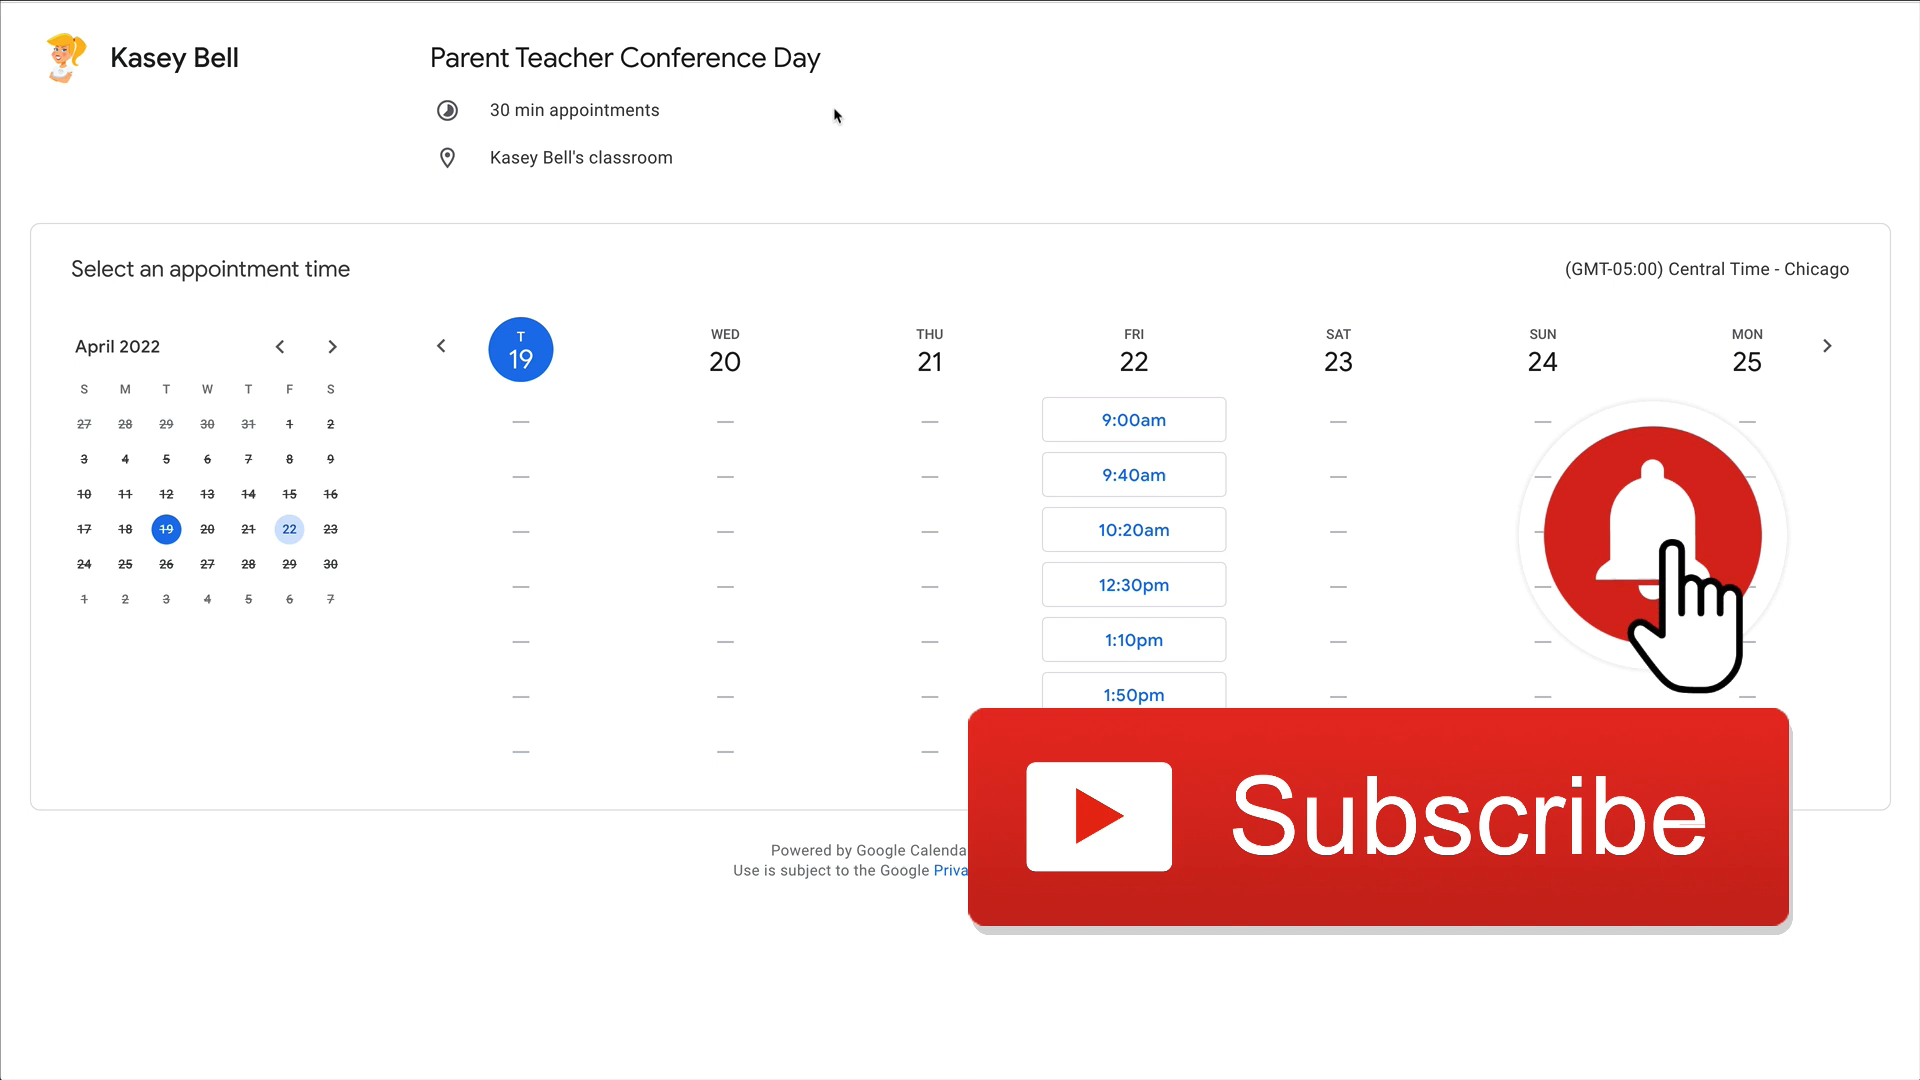 Kasey Bell
Parent Teacher Conference Day
30 min appointments
Kasey Bell's classroom
Select an appointment time
(GMT-05:00) Central Time - Chicago
April 2022
S M T W T F S
27 28 29 30 31 1 2
3 4 5 6 7 8 9
10 11 12 13 14 15 16
17 18 19 20 21 22 23
24 25 26 27 28 29 30
1 2 3 4 5 6 7
T WED THU FRI SAT SUN MON
19 20 21 22 23 24 25
9:00am
9:40am
10:20am
12:30pm
1:10pm
1:50pm
Subscribe
Powered by Google Calenda
Use is subject to the Google Priva